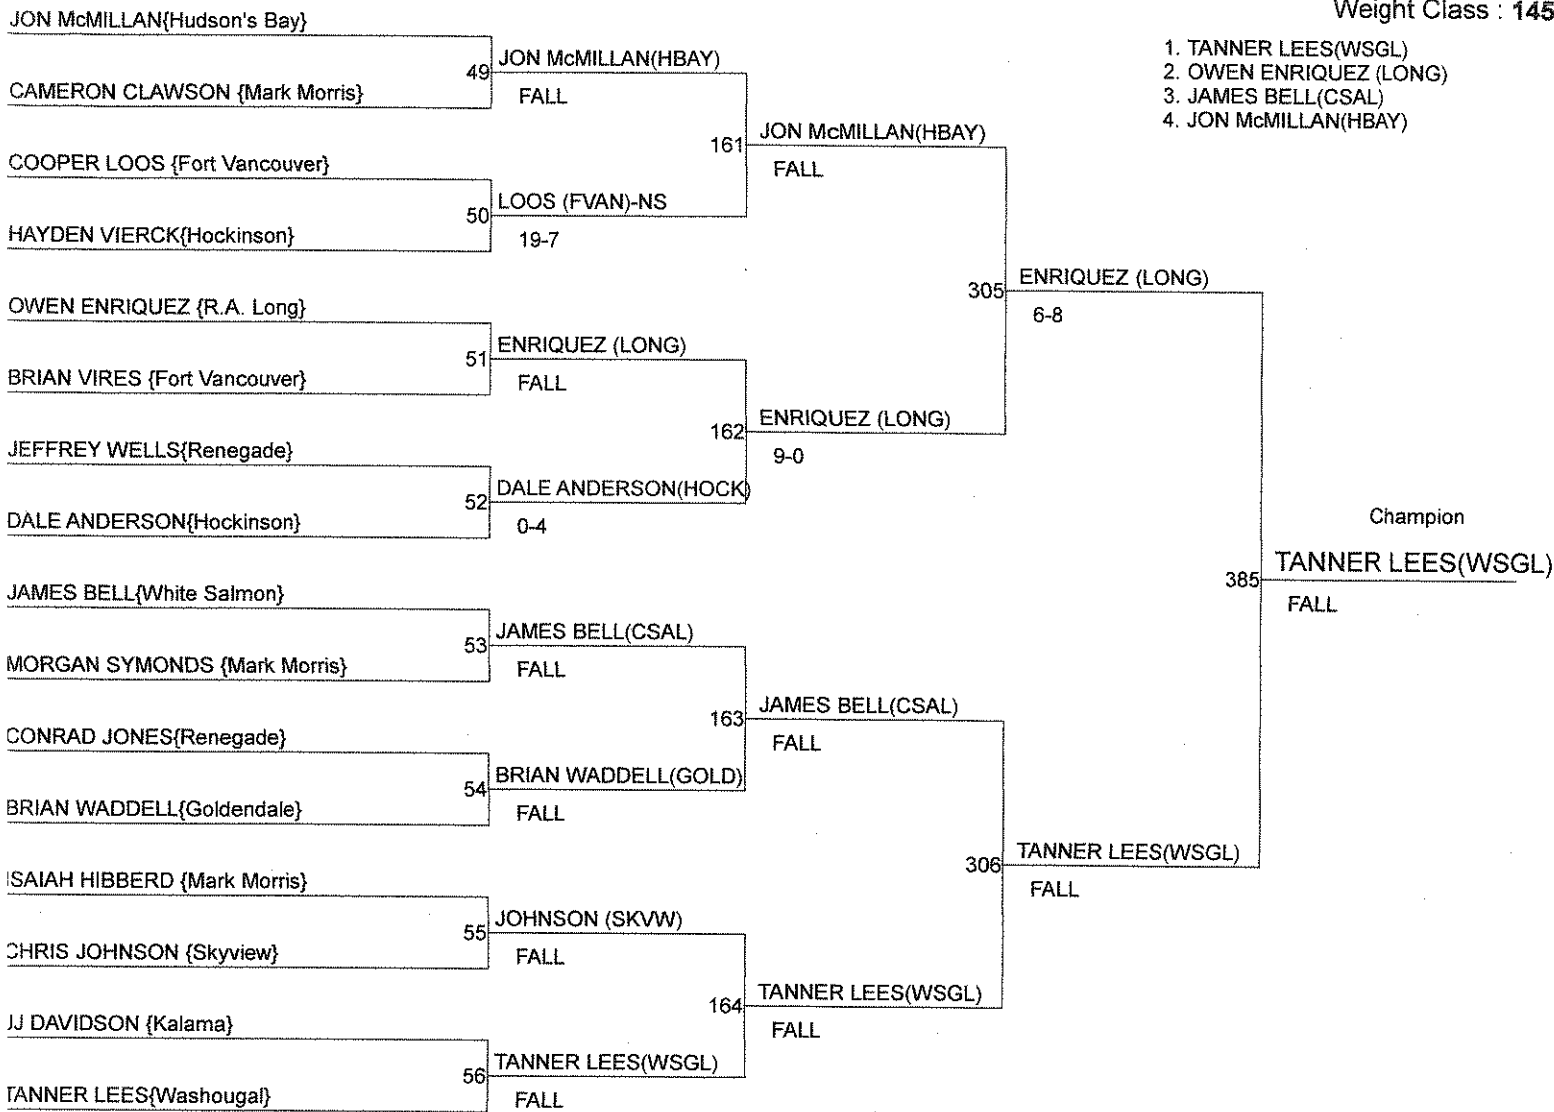 Weight Class : 145
1. TANNER LEES(WSGL)
2. OWEN ENRIQUEZ (LONG)
3. JAMES BELL(CSAL)
4. JON McMILLAN(HBAY)
JON McMILLAN{Hudson's Bay}
CAMERON CLAWSON {Mark Morris}
COOPER LOOS {Fort Vancouver}
HAYDEN VIERCK{Hockinson}
OWEN ENRIQUEZ {R.A. Long}
BRIAN VIRES {Fort Vancouver}
JEFFREY WELLS{Renegade}
DALE ANDERSON{Hockinson}
JAMES BELL{White Salmon}
MORGAN SYMONDS {Mark Morris}
CONRAD JONES{Renegade}
BRIAN WADDELL{Goldendale}
ISAIAH HIBBERD {Mark Morris}
CHRIS JOHNSON {Skyview}
JJ DAVIDSON {Kalama}
TANNER LEES{Washougal}
49 JON McMILLAN(HBAY)
FALL
50 LOOS (FVAN)-NS
19-7
51 ENRIQUEZ (LONG)
FALL
52 DALE ANDERSON(HOCK)
0-4
53 JAMES BELL(CSAL)
FALL
54 BRIAN WADDELL(GOLD)
FALL
55 JOHNSON (SKVW)
FALL
56 TANNER LEES(WSGL)
FALL
161 JON McMILLAN(HBAY)
FALL
162 ENRIQUEZ (LONG)
9-0
163 JAMES BELL(CSAL)
FALL
164 TANNER LEES(WSGL)
FALL
305 ENRIQUEZ (LONG)
6-8
306 TANNER LEES(WSGL)
FALL
Champion
385 TANNER LEES(WSGL)
FALL